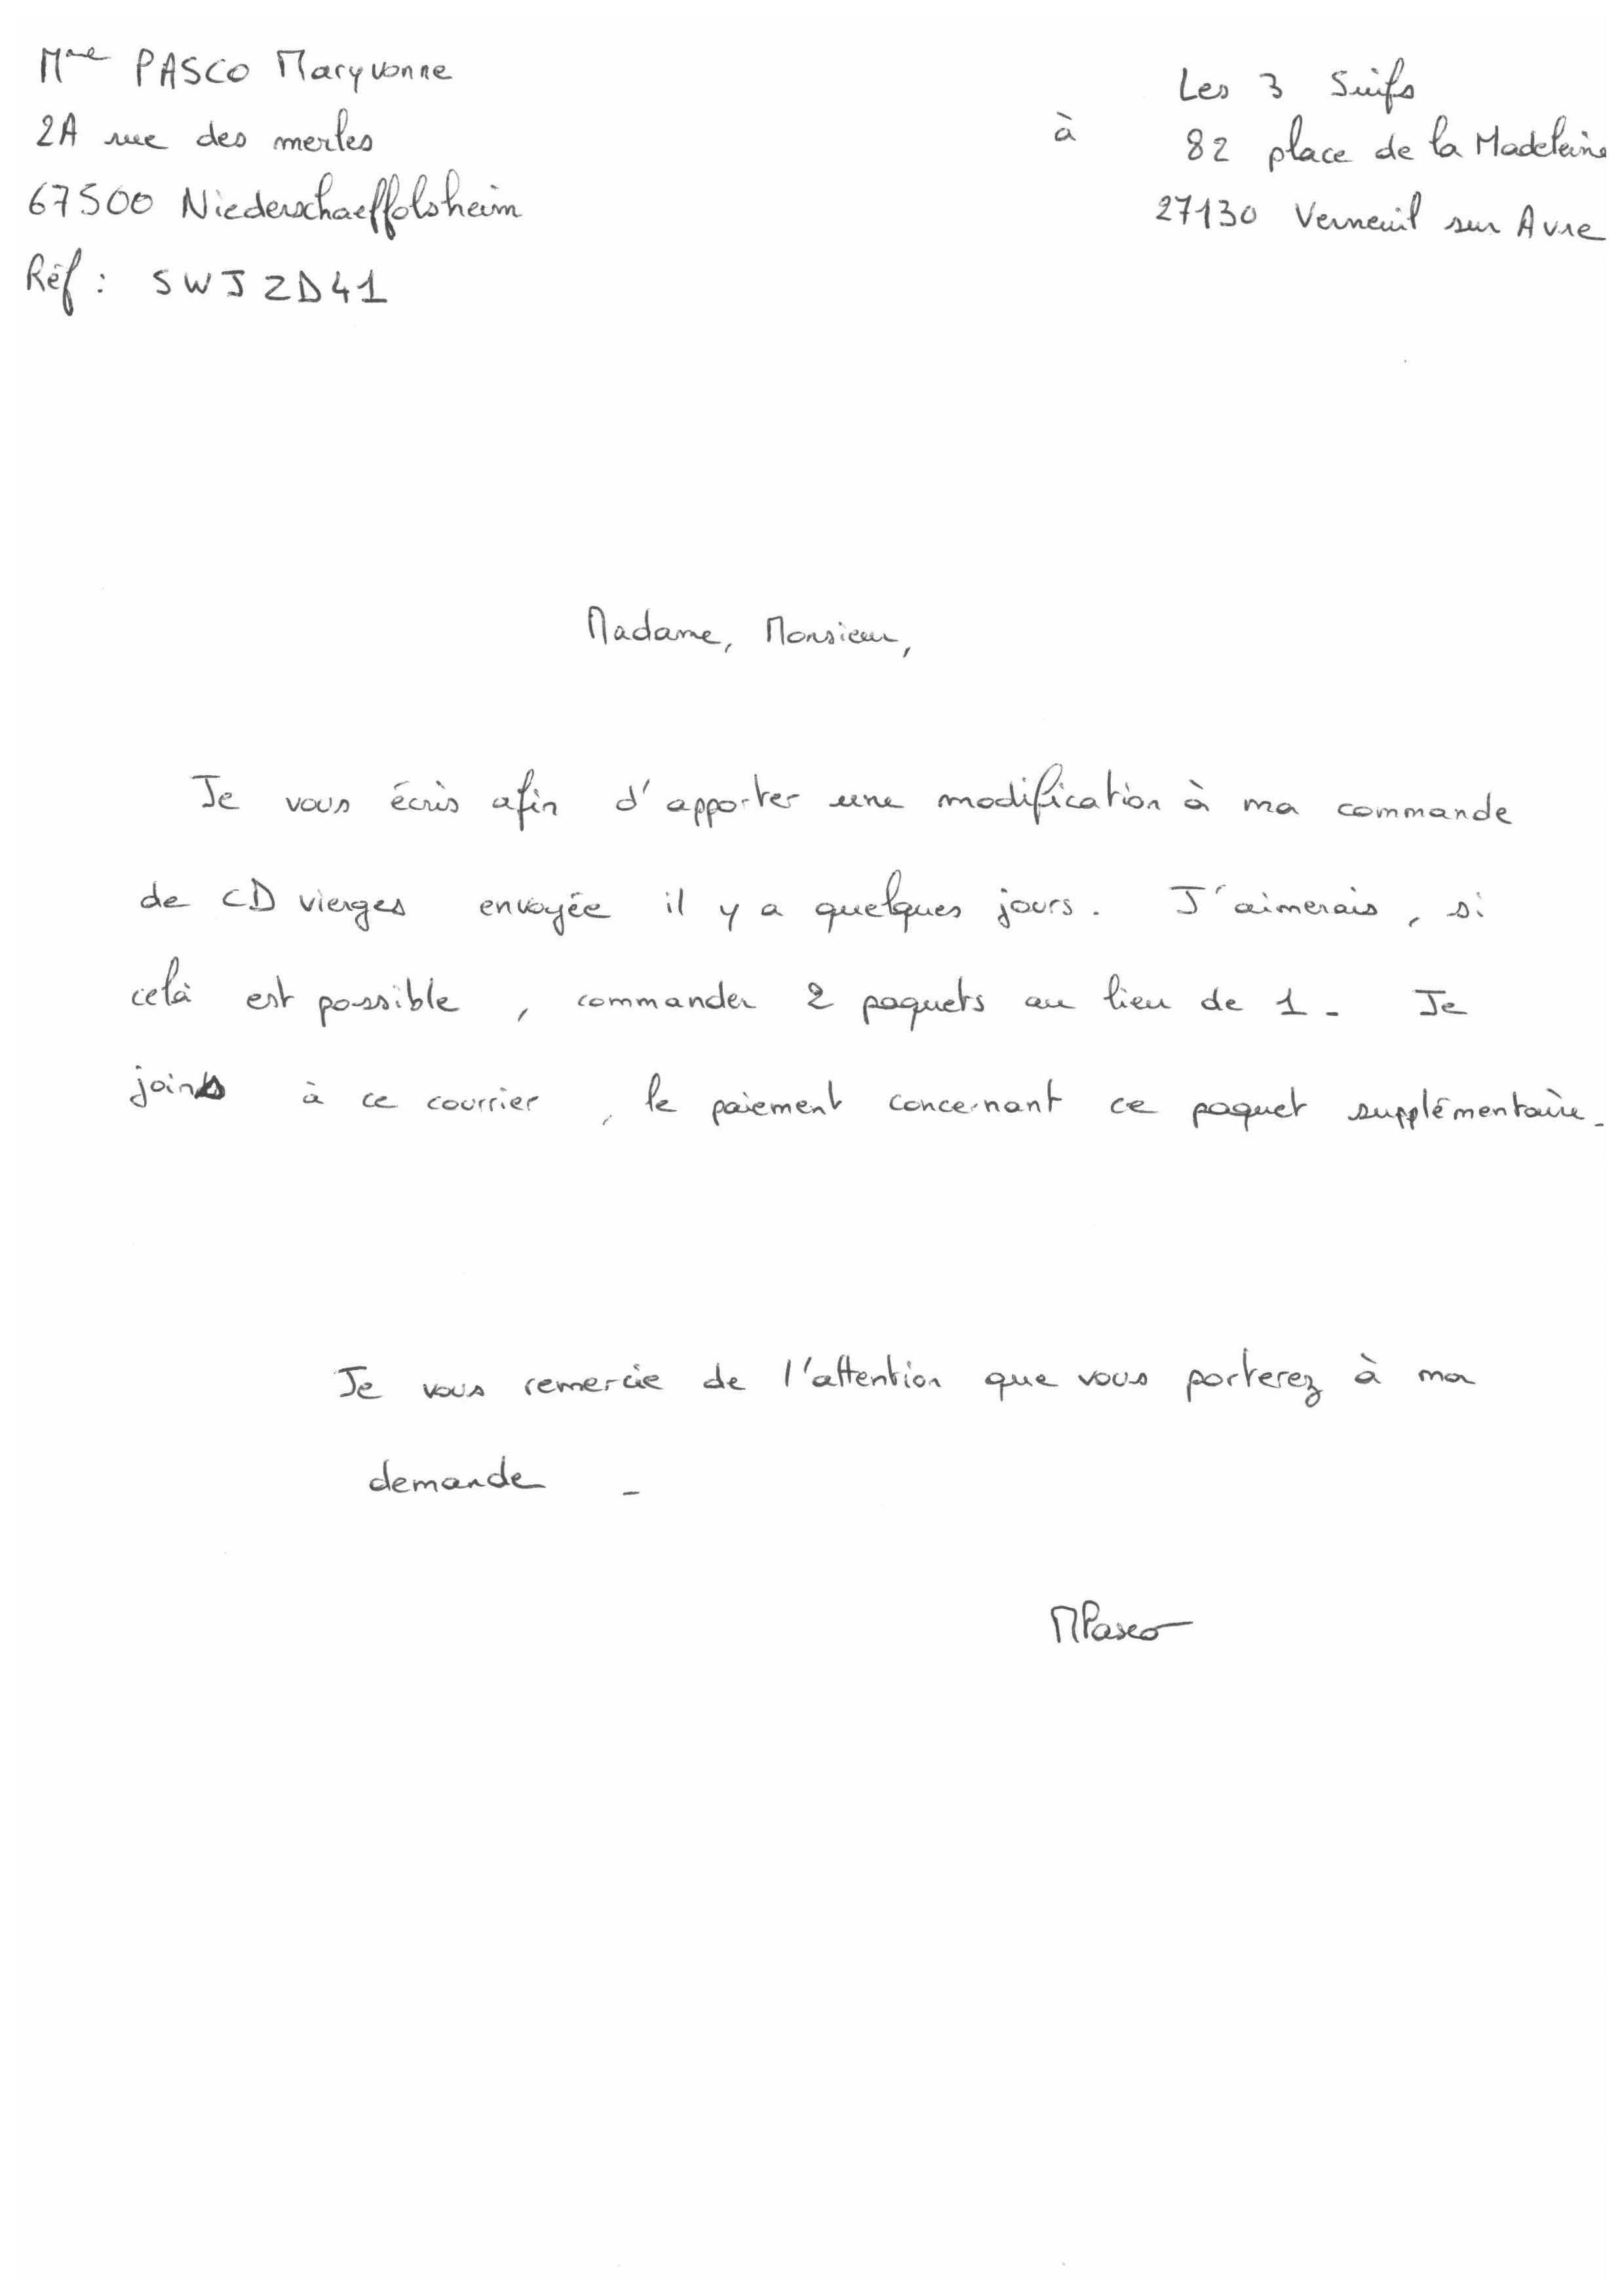 Mme PASCO Maryvonne
2A rue des merles
67500 Niederschaeffolsheim
Réf : SWJZD41
à
Les 3 Suifs
82 place de la Madeleine
27130 Verneuil sur Avre
Madame, Monsieur,
Je vous écris afin d'apporter une modification à ma commande
de CD vierges envoyée il y a quelques jours. J'aimerais, si
celà est possible, commander 2 paquets au lieu de 1. Je
joins à ce courrier, le paiement concernant ce paquet supplémentaire.
Je vous remercie de l'attention que vous porterez à ma
demande.
MPasco